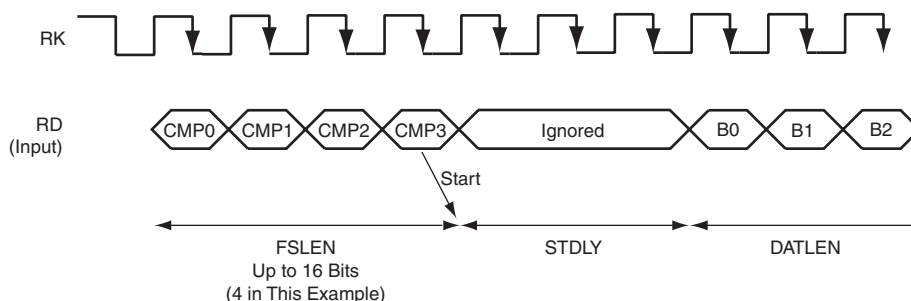 RK
RD
(Input)
CMP0 CMP1 CMP2 CMP3 Ignored B0 B1 B2
Start
FSLEN STDLY DATLEN
Up to 16 Bits
(4 in This Example)